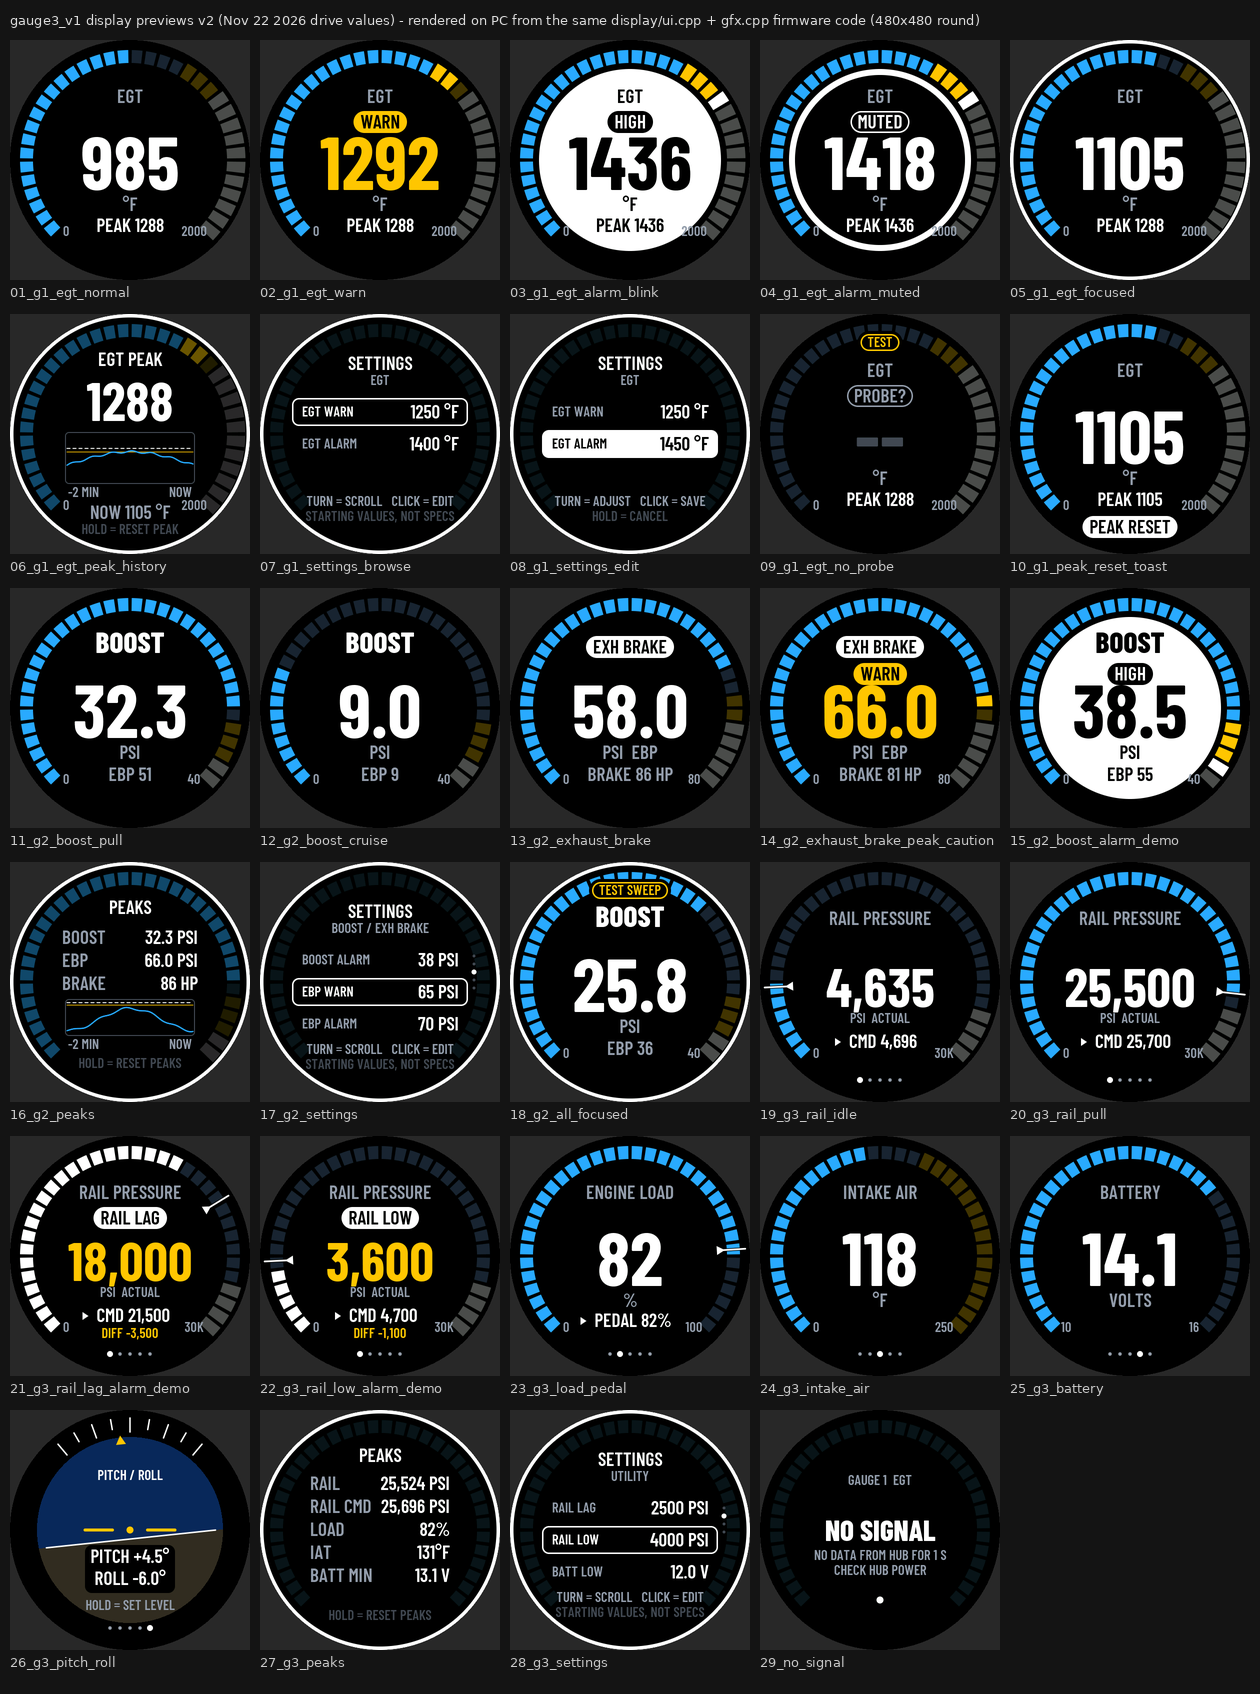 gauge3_v1 display previews v2 (Nov 22 2026 drive values) - rendered on PC from the same display/ui.cpp + gfx.cpp firmware code (480x480 round)
EGT
985
°F
PEAK 1288
0
2000
01_g1_egt_normal
EGT
WARN
1292
°F
PEAK 1288
0
2000
02_g1_egt_warn
EGT
HIGH
1436
°F
PEAK 1436
0
2000
03_g1_egt_alarm_blink
EGT
MUTED
1418
°F
PEAK 1436
0
2000
04_g1_egt_alarm_muted
EGT
1105
°F
PEAK 1288
0
2000
05_g1_egt_focused
EGT PEAK
1288
-2 MIN NOW
0
2000
NOW 1105 °F
HOLD = RESET PEAK
06_g1_egt_peak_history
SETTINGS
EGT
EGT WARN 1250 °F
EGT ALARM 1400 °F
TURN = SCROLL CLICK = EDIT
STARTING VALUES, NOT SPECS
07_g1_settings_browse
SETTINGS
EGT
EGT WARN 1250 °F
EGT ALARM 1450 °F
TURN = ADJUST CLICK = SAVE
HOLD = CANCEL
08_g1_settings_edit
TEST
EGT
PROBE?
--
°F
PEAK 1288
0
2000
09_g1_egt_no_probe
EGT
1105
°F
PEAK 1105
0
2000
PEAK RESET
10_g1_peak_reset_toast
BOOST
32.3
PSI
EBP 51
0
40
11_g2_boost_pull
BOOST
9.0
PSI
EBP 9
0
40
12_g2_boost_cruise
EXH BRAKE
58.0
PSI EBP
BRAKE 86 HP
0
80
13_g2_exhaust_brake
EXH BRAKE
WARN
66.0
PSI EBP
BRAKE 81 HP
0
80
14_g2_exhaust_brake_peak_caution
BOOST
HIGH
38.5
PSI
EBP 55
0
40
15_g2_boost_alarm_demo
PEAKS
BOOST 32.3 PSI
EBP 66.0 PSI
BRAKE 86 HP
-2 MIN NOW
HOLD = RESET PEAKS
16_g2_peaks
SETTINGS
BOOST / EXH BRAKE
BOOST ALARM 38 PSI
EBP WARN 65 PSI
EBP ALARM 70 PSI
TURN = SCROLL CLICK = EDIT
STARTING VALUES, NOT SPECS
17_g2_settings
TEST SWEEP
BOOST
25.8
PSI
EBP 36
0
40
18_g2_all_focused
RAIL PRESSURE
4,635
PSI ACTUAL
CMD 4,696
0
30K
19_g3_rail_idle
RAIL PRESSURE
25,500
PSI ACTUAL
CMD 25,700
0
30K
20_g3_rail_pull
RAIL PRESSURE
RAIL LAG
18,000
PSI ACTUAL
CMD 21,500
0
30K
DIFF -3,500
21_g3_rail_lag_alarm_demo
RAIL PRESSURE
RAIL LOW
3,600
PSI ACTUAL
CMD 4,700
0
30K
DIFF -1,100
22_g3_rail_low_alarm_demo
ENGINE LOAD
82
%
PEDAL 82%
0
100
23_g3_load_pedal
INTAKE AIR
118
°F
0
250
24_g3_intake_air
BATTERY
14.1
VOLTS
10
16
25_g3_battery
PITCH / ROLL
PITCH +4.5°
ROLL -6.0°
HOLD = SET LEVEL
26_g3_pitch_roll
PEAKS
RAIL 25,524 PSI
RAIL CMD 25,696 PSI
LOAD 82%
IAT 131°F
BATT MIN 13.1 V
HOLD = RESET PEAKS
27_g3_peaks
SETTINGS
UTILITY
RAIL LAG 2500 PSI
RAIL LOW 4000 PSI
BATT LOW 12.0 V
TURN = SCROLL CLICK = EDIT
STARTING VALUES, NOT SPECS
28_g3_settings
GAUGE 1 EGT
NO SIGNAL
NO DATA FROM HUB FOR 1 S
CHECK HUB POWER
29_no_signal